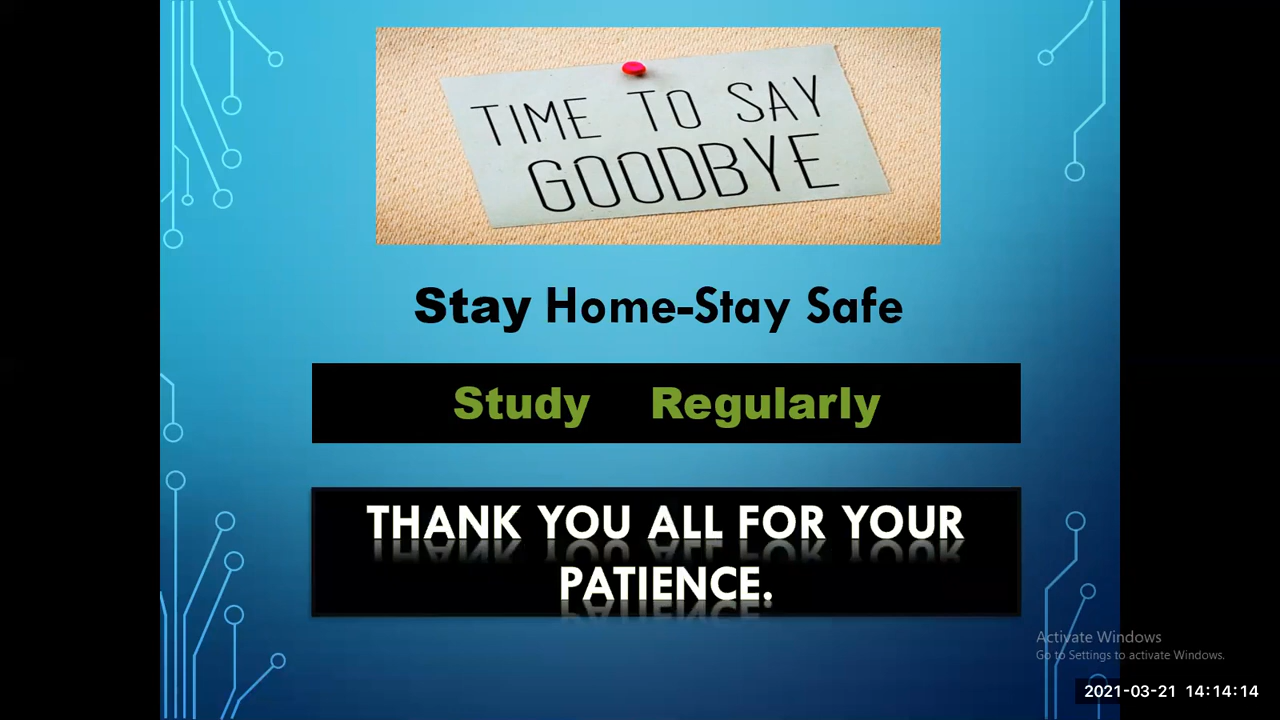 TIME TO SAY
GOODBYE
Stay Home-Stay Safe
Study Regularly
THANK YOU ALL FOR YOUR
PATIENCE.
Activate Windows
Go to Settings to activate Windows.
2021-03-21 14:14:14